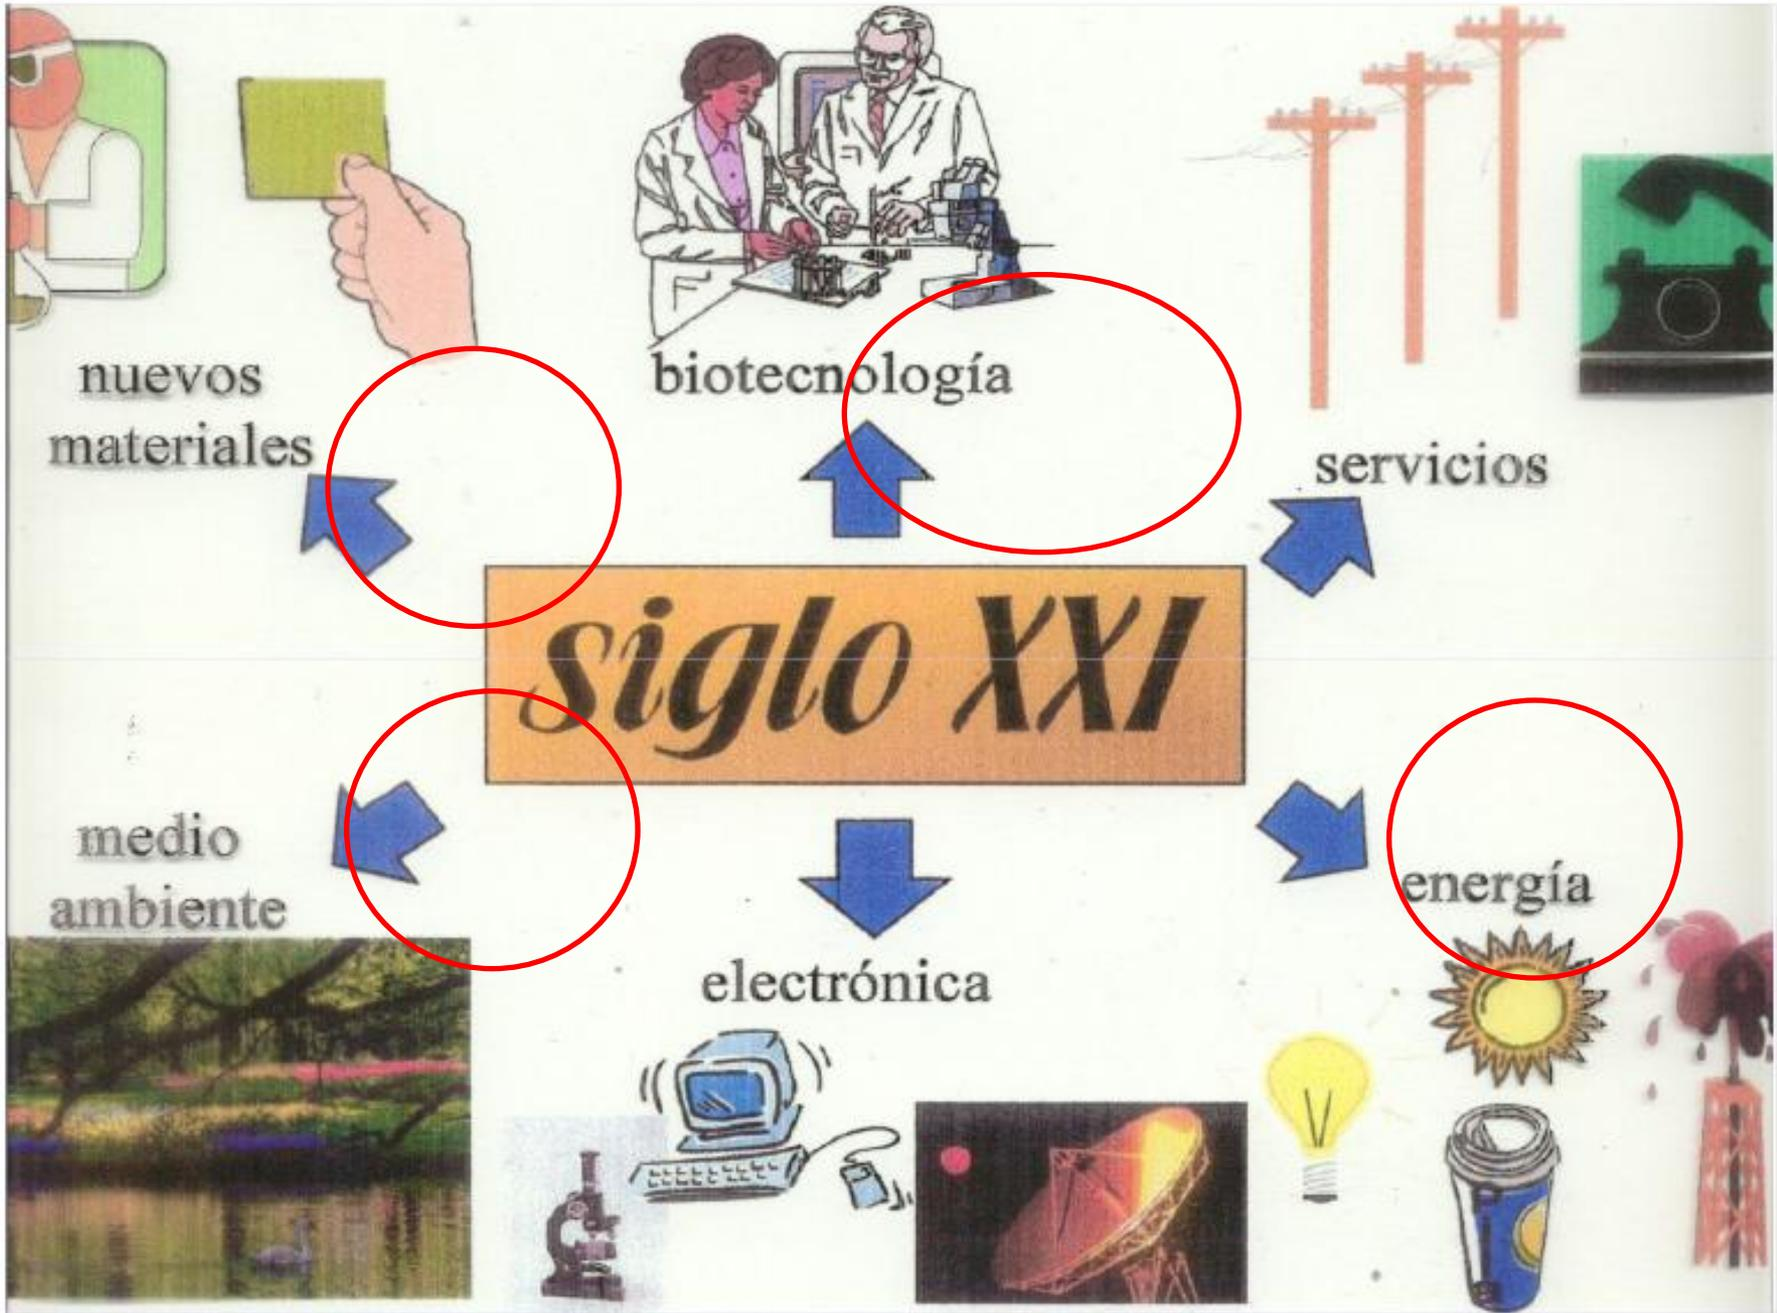 nuevos
materiales
biotecnología
servicios
siglo XXI
medio
ambiente
energía
electrónica